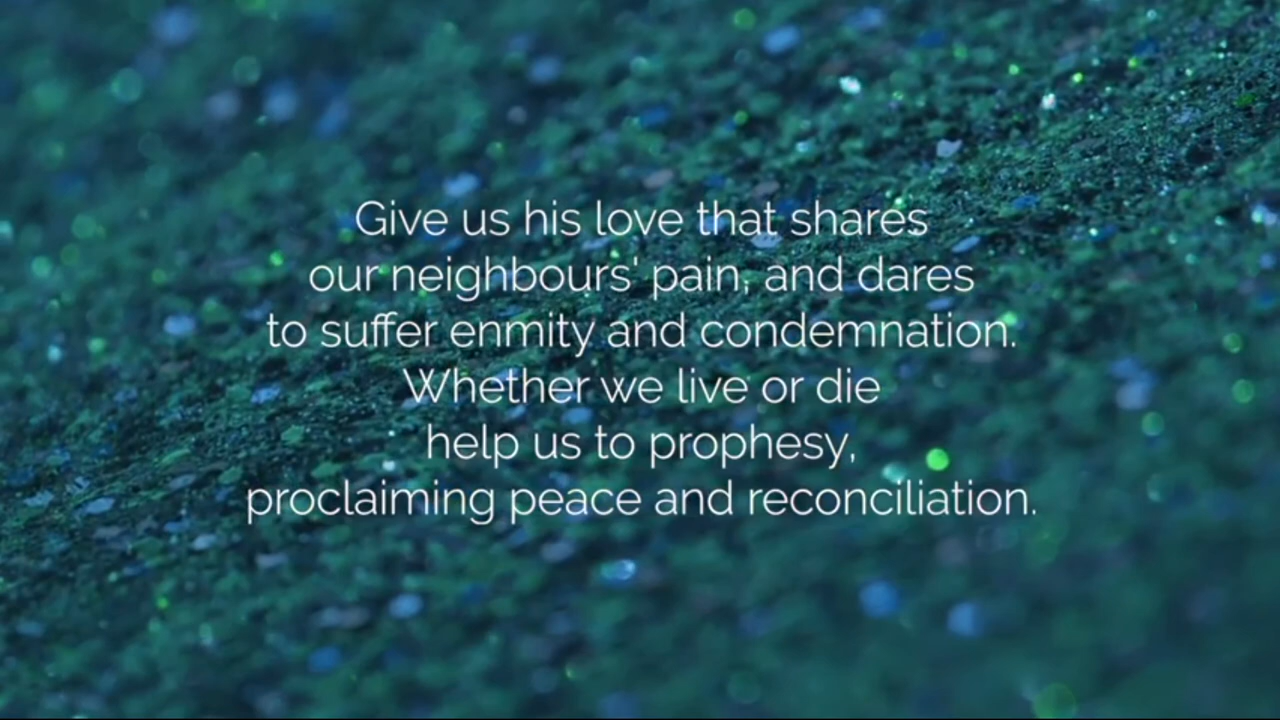 Give us his love that shares
our neighbours' pain, and dares
to suffer enmity and condemnation.
Whether we live or die
help us to prophesy,
proclaiming peace and reconciliation.